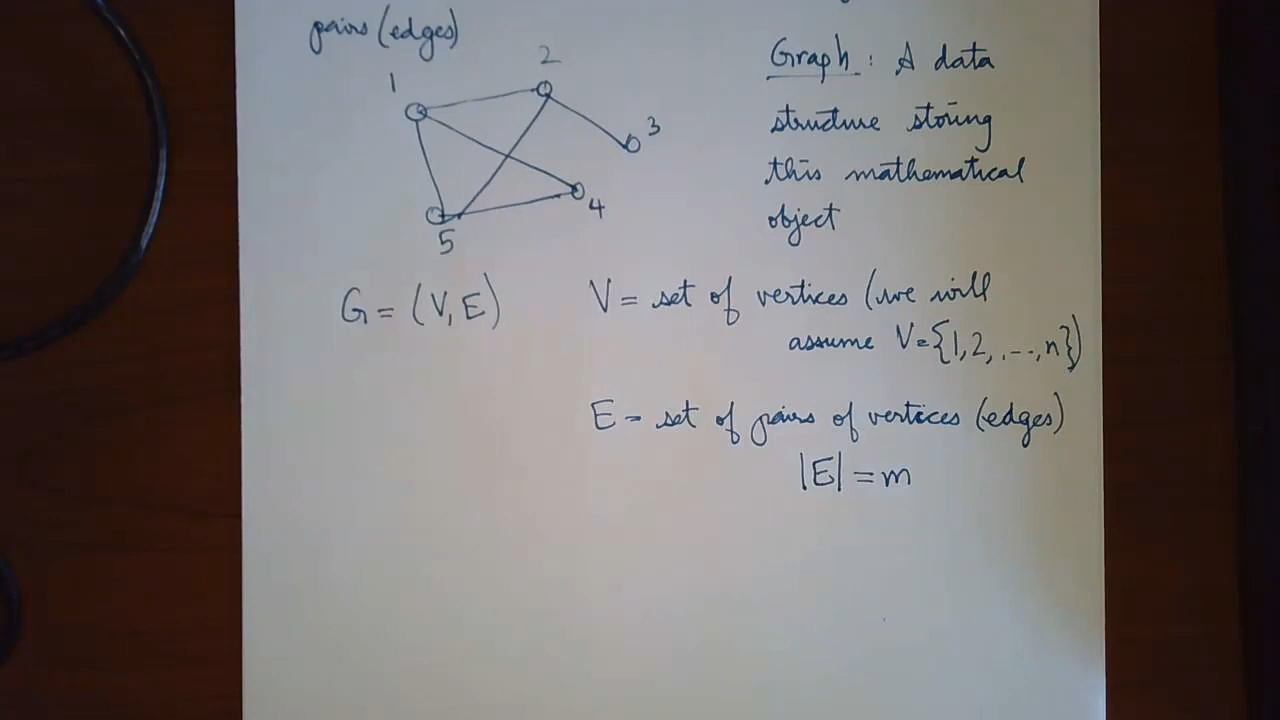 pairs (edges)
1
2
3
4
5
Graph : A data
structure storing
this mathematical
object
G = (V, E)
V = set of vertices (we will
assume V={1,2,...,n})
E = set of pairs of vertices (edges)
|E| = m